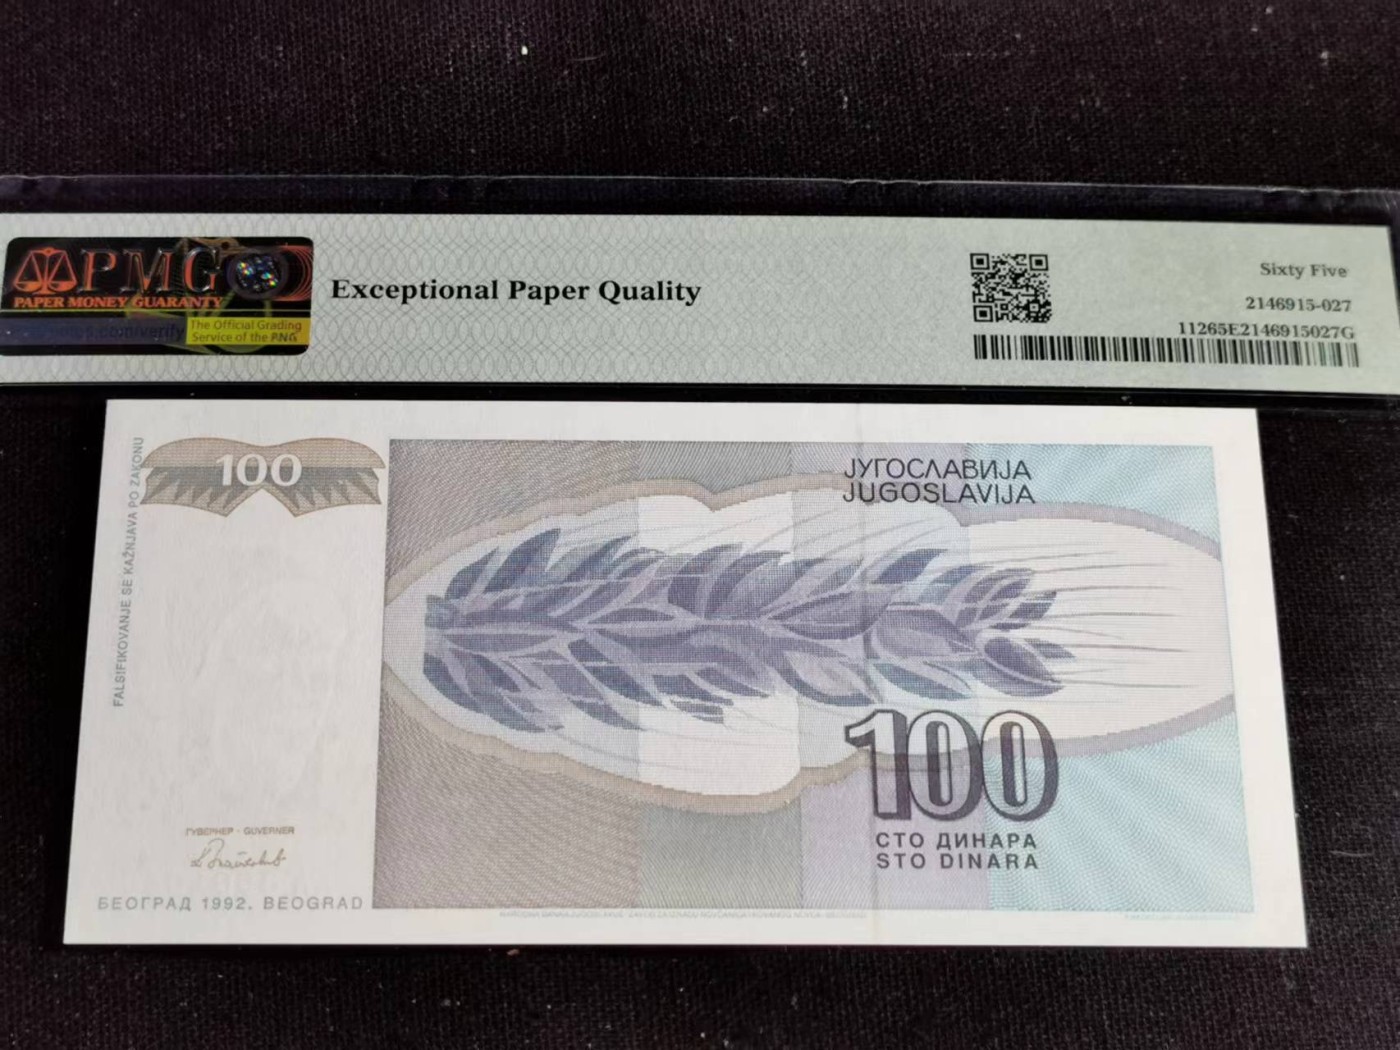 PMG
PAPER MONEY GUARANTY
The Official Grading
Service of the PNG
Exceptional Paper Quality
Sixty Five
2146915-027
11265E2146915027G
100
FALSIFIKOVANJE SE KAŽNJAVA PO ZAKONU
ЈУГОСЛАВИЈА
JUGOSLAVIJA
100
СТО ДИНАРА
STO DINARA
ГУВЕРНЕР - GUVERNER
БЕОГРАД 1992. BEOGRAD